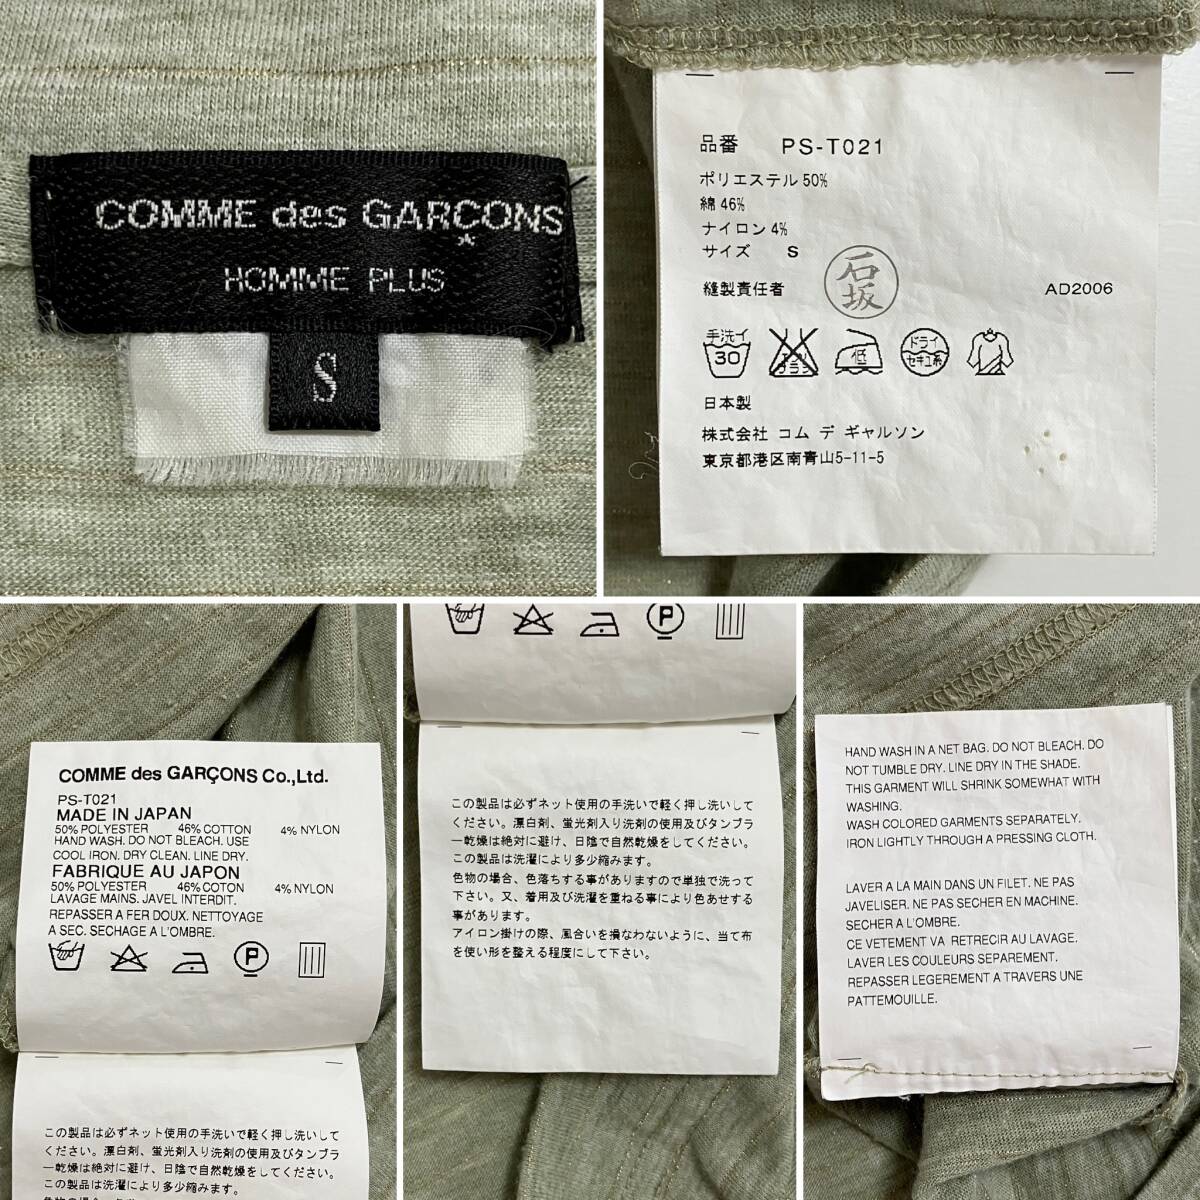 COMME des GARÇONS
HOMME PLUS
S
品番 PS-T021
ポリエステル 50%
綿 46%
ナイロン 4%
サイズ S
石坂
縫製責任者 AD2006
手洗イ
30
エンソ
サラシ
低
ドライ
セキユ系
日本製
株式会社 コム デ ギャルソン
東京都港区南青山5-11-5
COMME des GARÇONS Co.,Ltd.
PS-T021
MADE IN JAPAN
50% POLYESTER 46% COTTON 4% NYLON
HAND WASH. DO NOT BLEACH. USE
COOL IRON. DRY CLEAN. LINE DRY.
FABRIQUE AU JAPON
50% POLYESTER 46% COTON 4% NYLON
LAVAGE MAINS. JAVEL INTERDIT.
REPASSER A FER DOUX. NETTOYAGE
A SEC. SECHAGE A L'OMBRE.
P
この製品は必ずネット使用の手洗いで軽く押し洗いして
ください。漂白剤、蛍光剤入り洗剤の使用及びタンブラ
ー乾燥は絶対に避け、日陰で自然乾燥をしてください。
この製品は洗濯により多少縮みます。
P
この製品は必ずネット使用の手洗いで軽く押し洗いして
ください。漂白剤、蛍光剤入り洗剤の使用及びタンブラ
ー乾燥は絶対に避け、日陰で自然乾燥をしてください。
この製品は洗濯により多少縮みます。
色物の場合、色落ちする事がありますので単独で洗って
下さい。又、着用及び洗濯を重ねる事により色あせする
事があります。
アイロン掛けの際、風合いを損なわないように、当て布
を使い形を整える程度にして下さい。
HAND WASH IN A NET BAG. DO NOT BLEACH. DO
NOT TUMBLE DRY. LINE DRY IN THE SHADE.
THIS GARMENT WILL SHRINK SOMEWHAT WITH
WASHING.
WASH COLORED GARMENTS SEPARATELY.
IRON LIGHTLY THROUGH A PRESSING CLOTH.
LAVER A LA MAIN DANS UN FILET. NE PAS
JAVELISER. NE PAS SECHER EN MACHINE.
SECHER A L'OMBRE.
CE VETEMENT VA RETRECIR AU LAVAGE.
LAVER LES COULEURS SEPAREMENT.
REPASSER LEGEREMENT A TRAVERS UNE
PATTEMOUILLE.